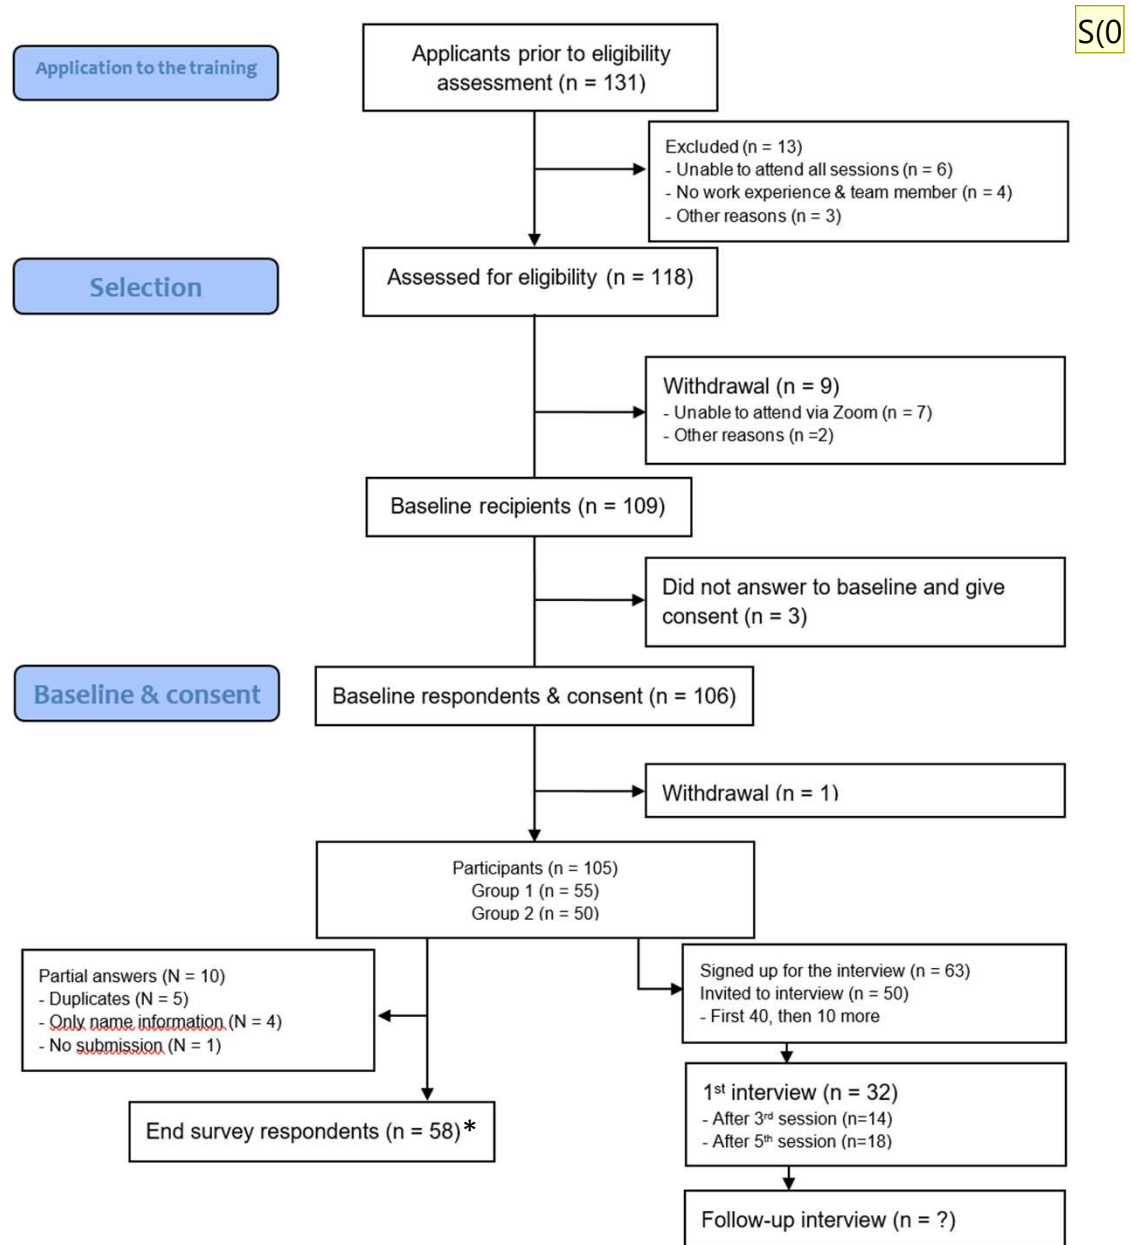 S(0
Application to the training
Applicants prior to eligibility
assessment (n = 131)
Excluded (n = 13)
- Unable to attend all sessions (n = 6)
- No work experience & team member (n = 4)
- Other reasons (n = 3)
Selection
Assessed for eligibility (n = 118)
Withdrawal (n = 9)
- Unable to attend via Zoom (n = 7)
- Other reasons (n =2)
Baseline recipients (n = 109)
Did not answer to baseline and give
consent (n = 3)
Baseline & consent
Baseline respondents & consent (n = 106)
Withdrawal (n = 1)
Participants (n = 105)
Group 1 (n = 55)
Group 2 (n = 50)
Partial answers (N = 10)
- Duplicates (N = 5)
- Only name information (N = 4)
- No submission (N = 1)
Signed up for the interview (n = 63)
Invited to interview (n = 50)
- First 40, then 10 more
End survey respondents (n = 58)*
1st interview (n = 32)
- After 3rd session (n=14)
- After 5th session (n=18)
Follow-up interview (n = ?)